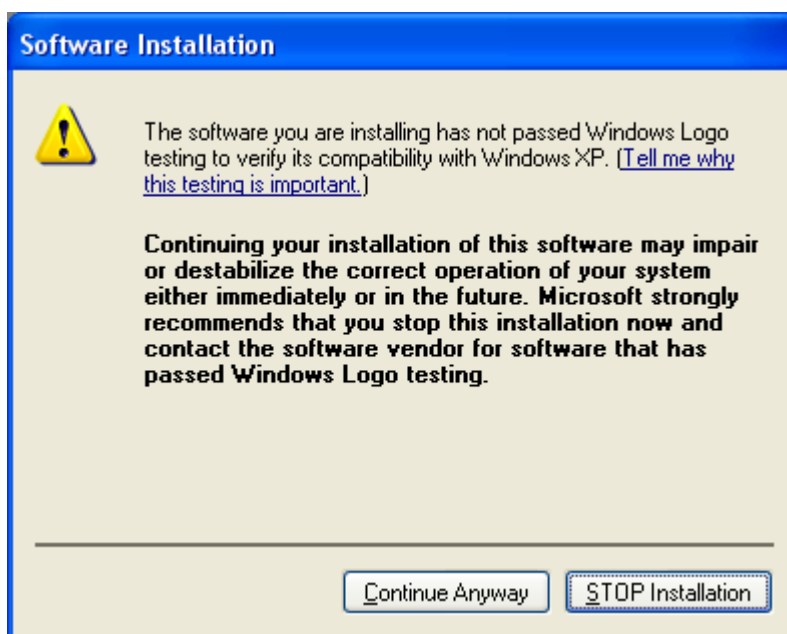 Software Installation
The software you are installing has not passed Windows Logo
testing to verify its compatibility with Windows XP. (Tell me why
this testing is important.)
Continuing your installation of this software may impair
or destabilize the correct operation of your system
either immediately or in the future. Microsoft strongly
recommends that you stop this installation now and
contact the software vendor for software that has
passed Windows Logo testing.
Continue Anyway
STOP Installation